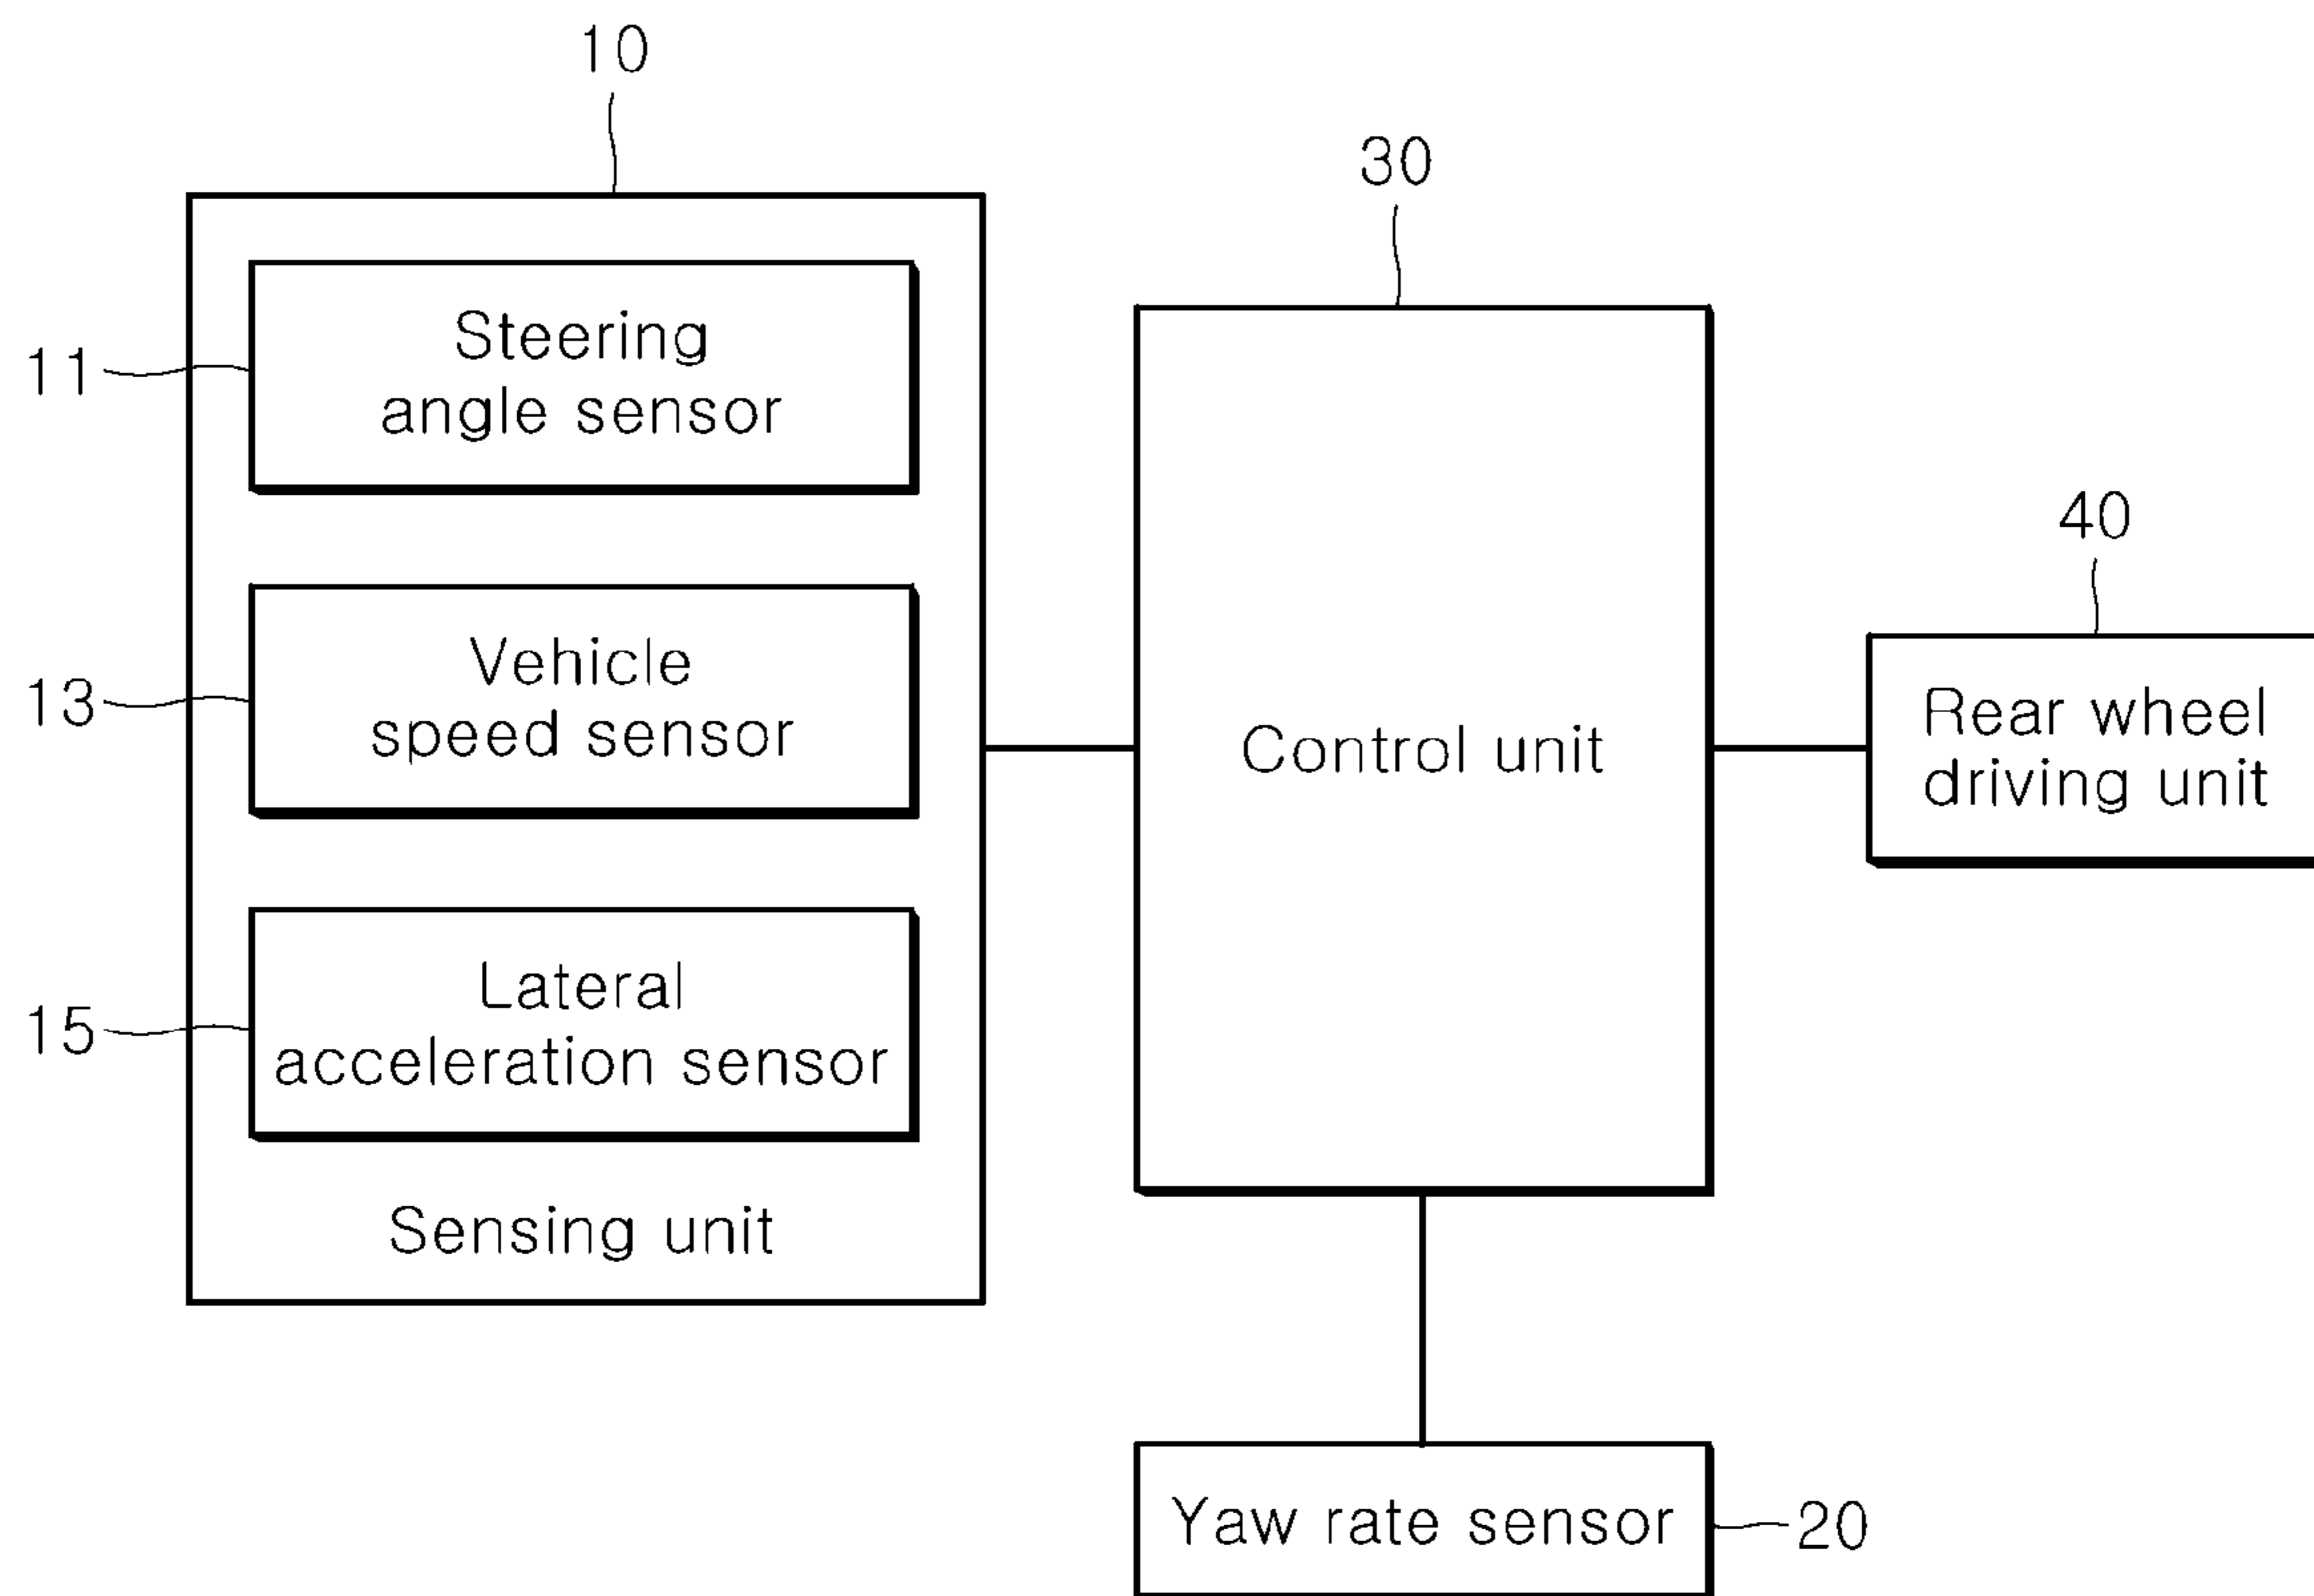 10
11
Steering
angle sensor
13
Vehicle
speed sensor
15
Lateral
acceleration sensor
Sensing unit
30
Control unit
40
Rear wheel
driving unit
Yaw rate sensor
20